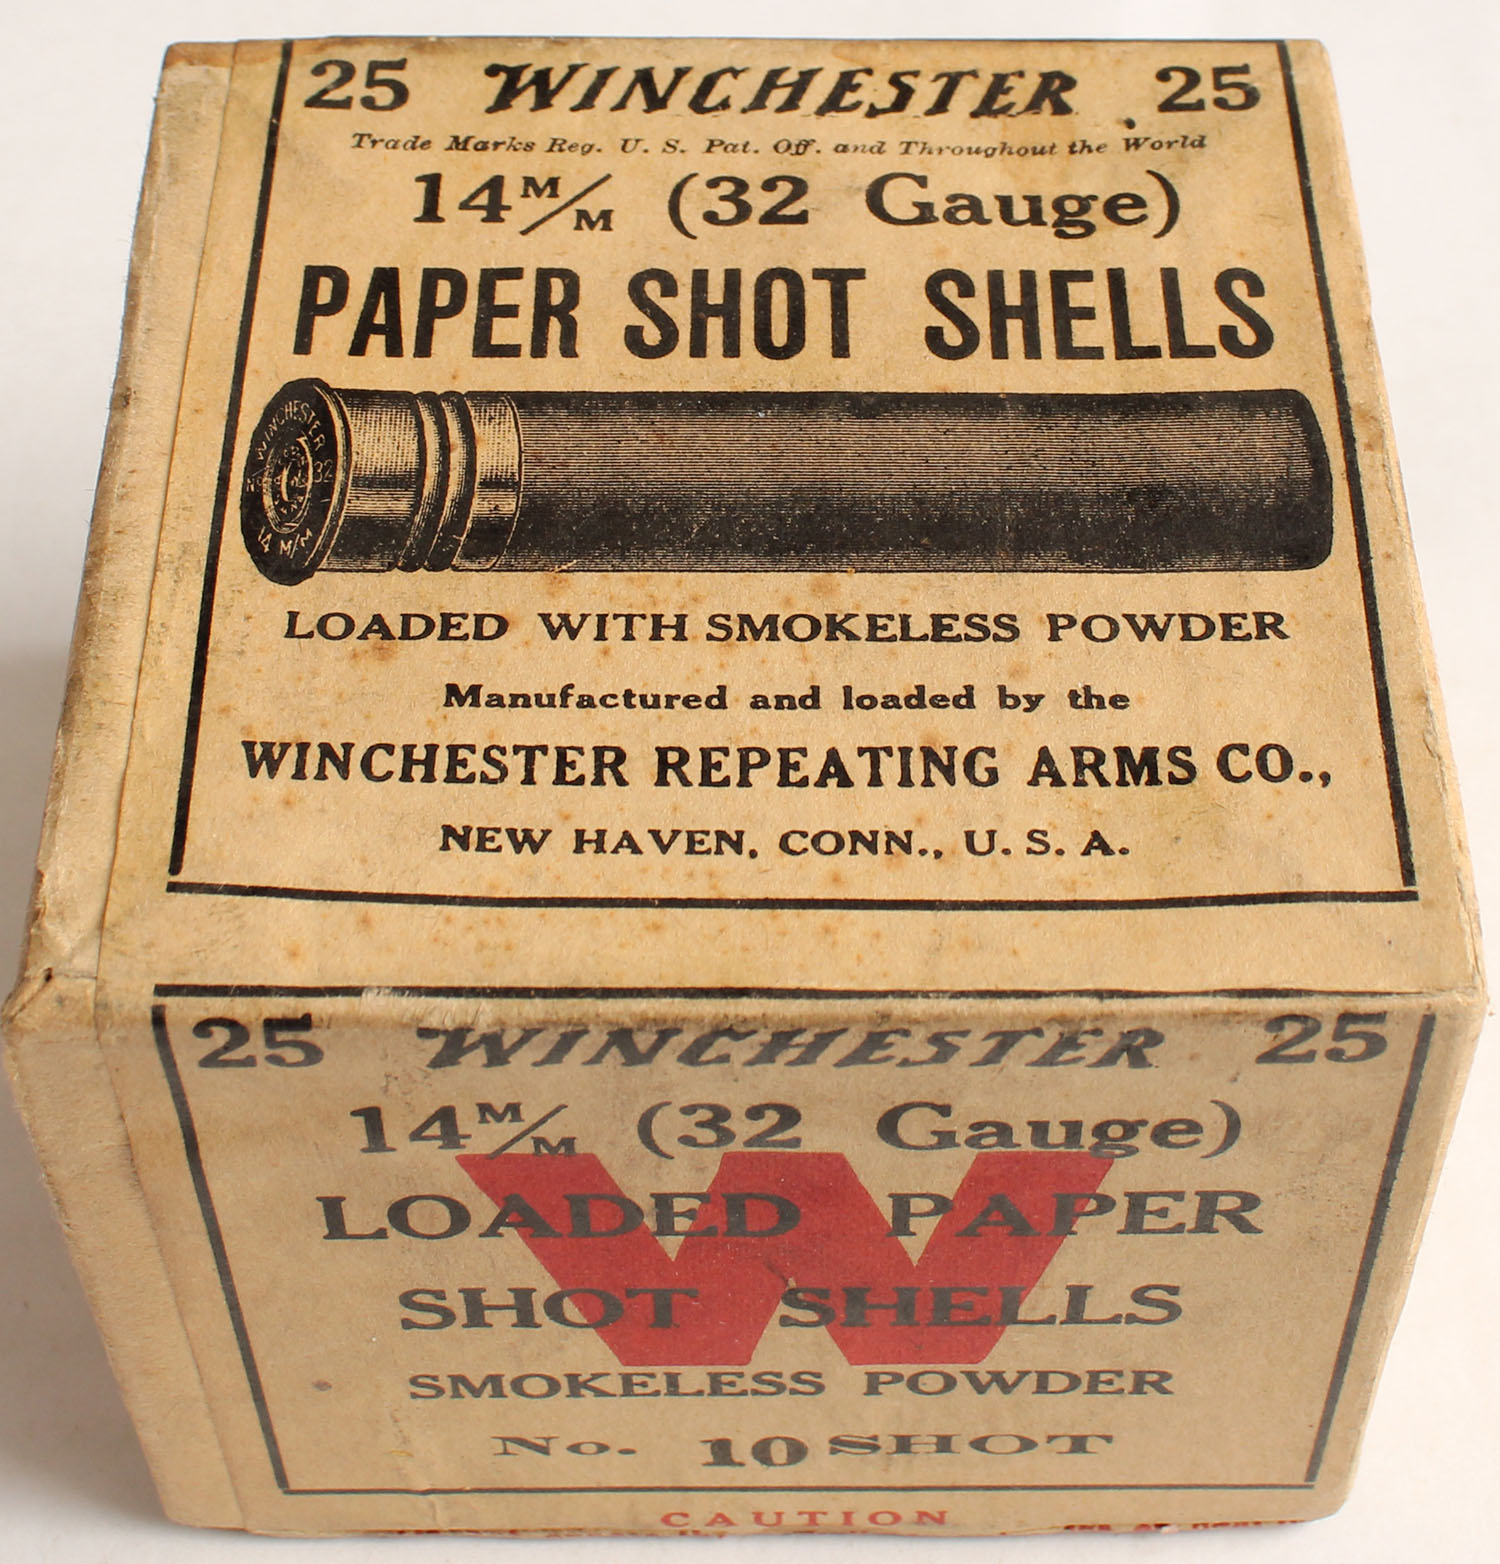 25 WINCHESTER 25
Trade Marks Reg. U. S. Pat. Off. and Throughout the World
14 M/M (32 Gauge)
PAPER SHOT SHELLS
WINCHESTER
32
14 M/M
LOADED WITH SMOKELESS POWDER
Manufactured and loaded by the
WINCHESTER REPEATING ARMS CO.,
NEW HAVEN, CONN., U. S. A.
25 WINCHESTER 25
14 M/M (32 Gauge)
W
LOADED PAPER
SHOT SHELLS
SMOKELESS POWDER
No. 10 SHOT
CAUTION